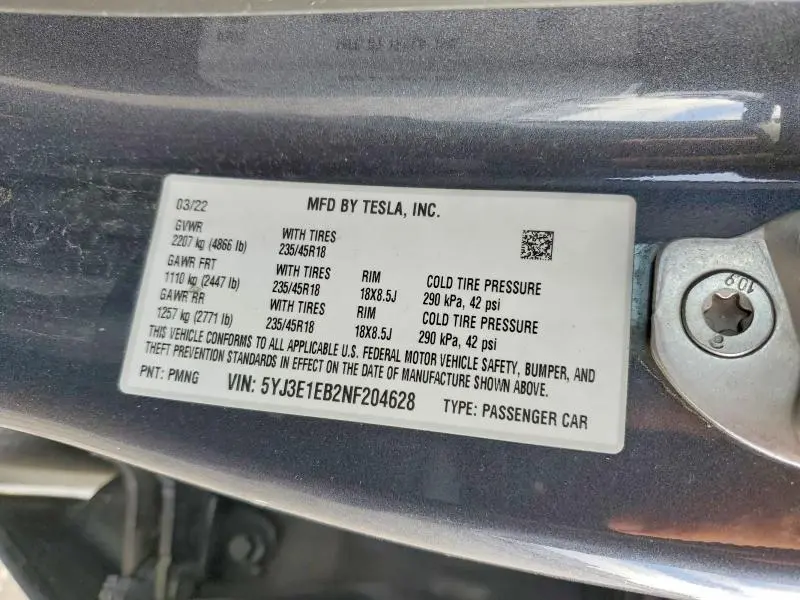 03/22 MFD BY TESLA, INC.
GVWR WITH TIRES
2207 kg (4866 lb) 235/45R18
GAWR FRT WITH TIRES RIM COLD TIRE PRESSURE
1110 kg (2447 lb) 235/45R18 18X8.5J 290 kPa, 42 psi
GAWR RR WITH TIRES RIM COLD TIRE PRESSURE
1257 kg (2771 lb) 235/45R18 18X8.5J 290 kPa, 42 psi
THIS VEHICLE CONFORMS TO ALL APPLICABLE U.S. FEDERAL MOTOR VEHICLE SAFETY, BUMPER, AND
THEFT PREVENTION STANDARDS IN EFFECT ON THE DATE OF MANUFACTURE SHOWN ABOVE.
PNT: PMNG VIN: 5YJ3E1EB2NF204628 TYPE: PASSENGER CAR
10.9